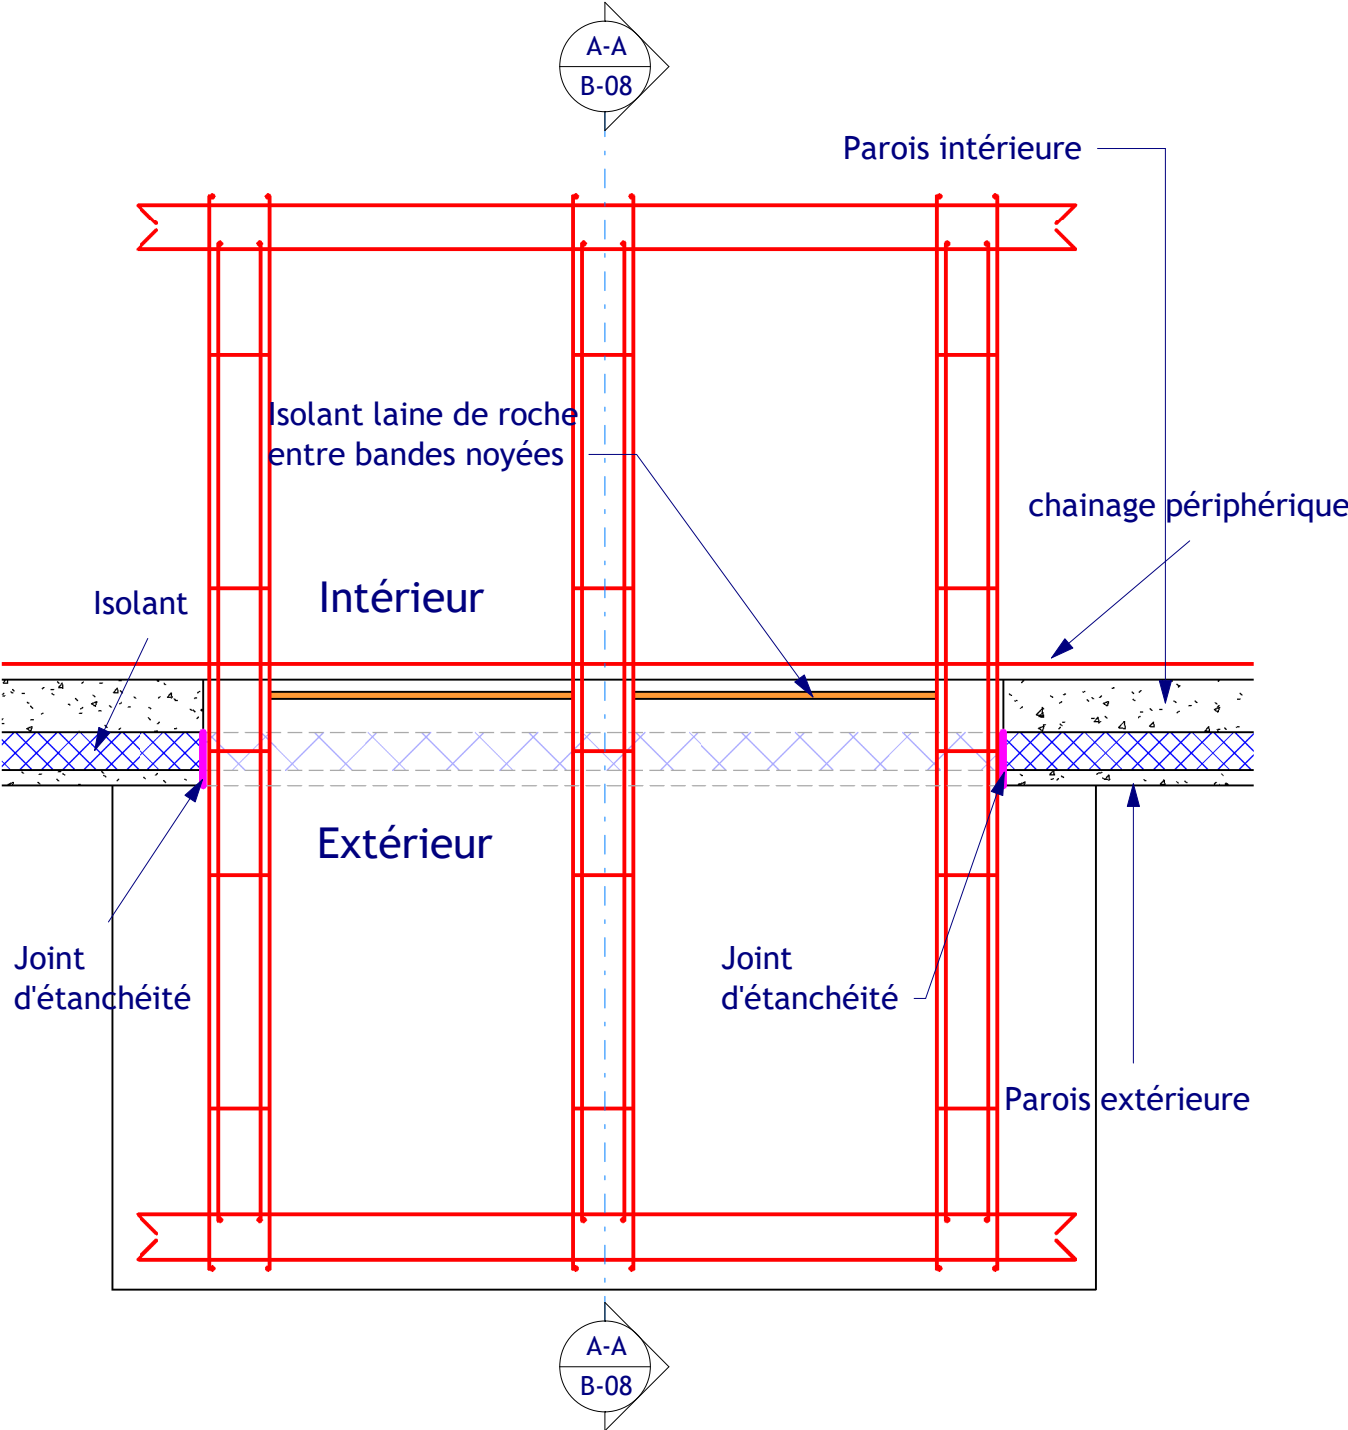 A-A
B-08
Parois intérieure
Isolant laine de roche
entre bandes noyées
chainage périphérique
Intérieur
Isolant
Extérieur
Joint
d'étanchéité
Joint
d'étanchéité
Parois extérieure
A-A
B-08